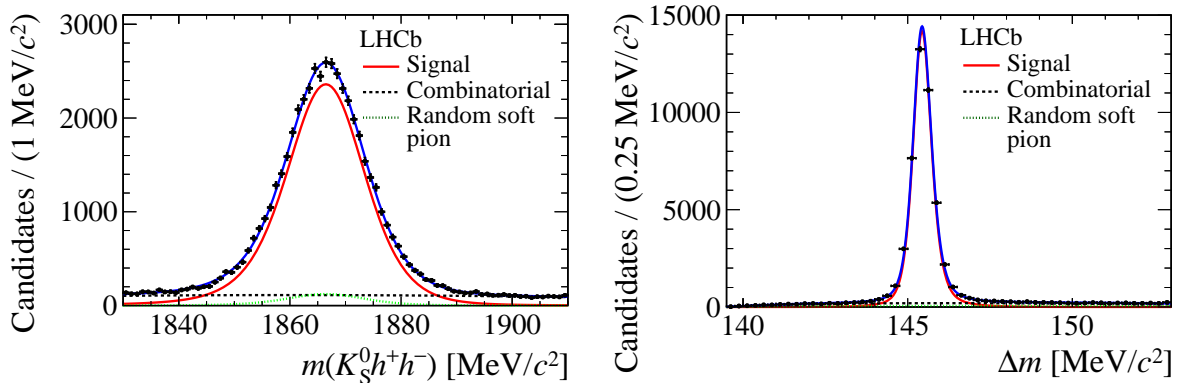 Candidates / (1 MeV/c²)
3000
2000
1000
0
LHCb
Signal
Combinatorial
Random soft
pion
1840 1860 1880 1900
m(K⁰_S h⁺h⁻) [MeV/c²]
Candidates / (0.25 MeV/c²)
15000
10000
5000
0
LHCb
Signal
Combinatorial
Random soft
pion
140 145 150
Δm [MeV/c²]